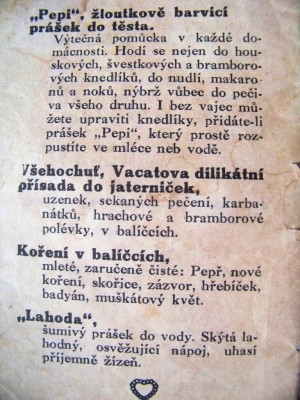 „Pepi“, žloutkově barvicí
prášek do těsta.
Výtečná pomůcka v každé do-
mácnosti. Hodí se nejen do hou-
skových, švestkových a brambo-
rových knedlíků, do nudlí, makaro-
nů a noků, nýbrž vůbec do peči-
va všeho druhu. I bez vajec mů-
žete upraviti knedlíky, přidáte-li
prášek „Pepi“, který prostě roz-
pustíte ve mléce neb vodě.
Všehochuť, Vacatova dilikátní
přísada do jaterniček,
uzenek, sekaných pečení, karba-
nátků, hrachové a bramborové
polévky, v balíčcích.
Koření v balíčcích,
mleté, zaručeně čisté: Pepř, nové
koření, skořice, zázvor, hřebíček,
badyán, muškátový květ.
„Lahoda“,
šumivý prášek do vody. Skýtá la-
hodný, osvěžující nápoj, uhasí
příjemně žízeň.